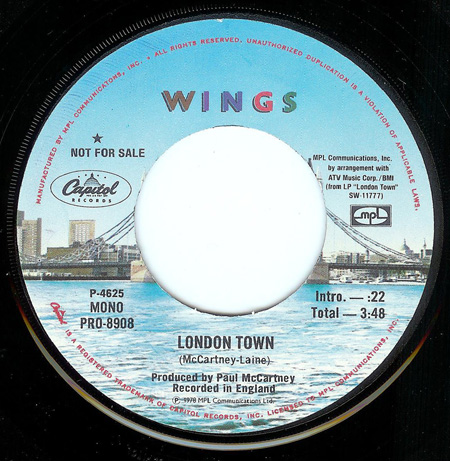 MANUFACTURED BY MPL COMMUNICATIONS, INC. ALL RIGHTS RESERVED. UNAUTHORIZED DUPLICATION IS A VIOLATION OF APPLICABLE LAWS.
WINGS
★
NOT FOR SALE
Capitol
RECORDS
MPL Communications, Inc.
by arrangement with
ATV Music Corp./BMI
(from LP "London Town"
SW-11777)
MPL
P-4625
MONO
PRO-8908
Intro. — :22
Total — 3:48
LONDON TOWN
(McCartney-Laine)
Produced by Paul McCartney
Recorded in England
℗ 1978 MPL Communications Ltd.
Capitol IS A REGISTERED TRADEMARK OF CAPITOL RECORDS, INC. LICENSED TO MPL COMMUNICATIONS, INC.